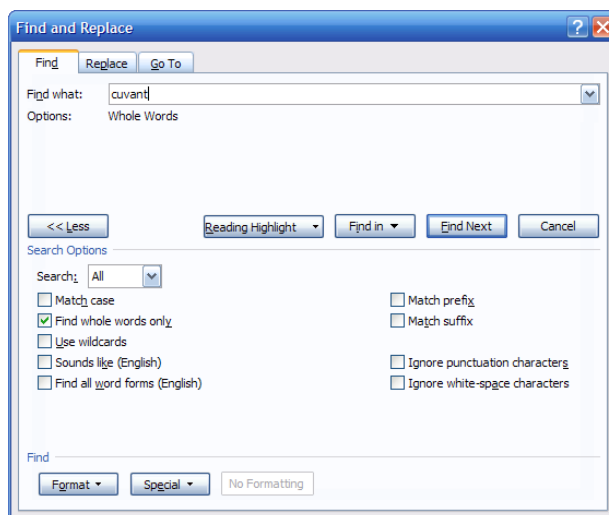 Find and Replace
Find Replace Go To
Find what: cuvant
Options: Whole Words
<< Less Reading Highlight Find in Find Next Cancel
Search Options
Search: All
Match case Match prefix
Find whole words only Match suffix
Use wildcards
Sounds like (English) Ignore punctuation characters
Find all word forms (English) Ignore white-space characters
Find
Format Special No Formatting